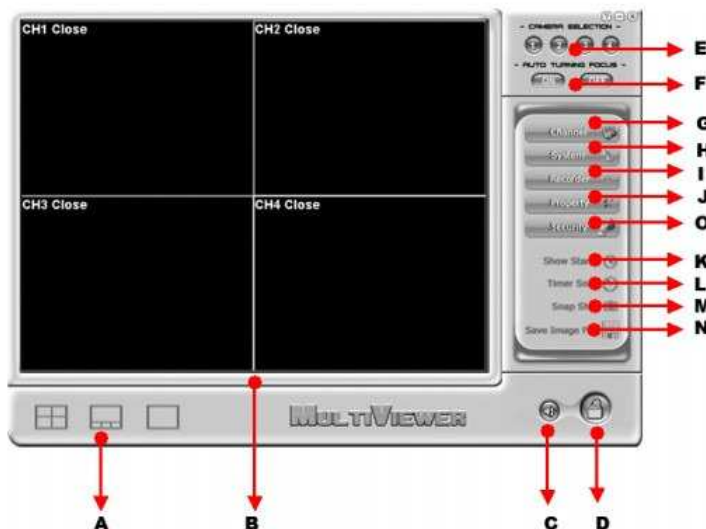 CH1 Close
CH2 Close
- CAMERA SELECTION -
E
- AUTO TURNING FOCUS -
F
G
Channel
H
System
I
Recorder
CH3 Close
CH4 Close
Property
J
Security
O
Show
K
Timer
L
Snap
M
Save Image
N
MULTIVIEWER
A
B
C
D